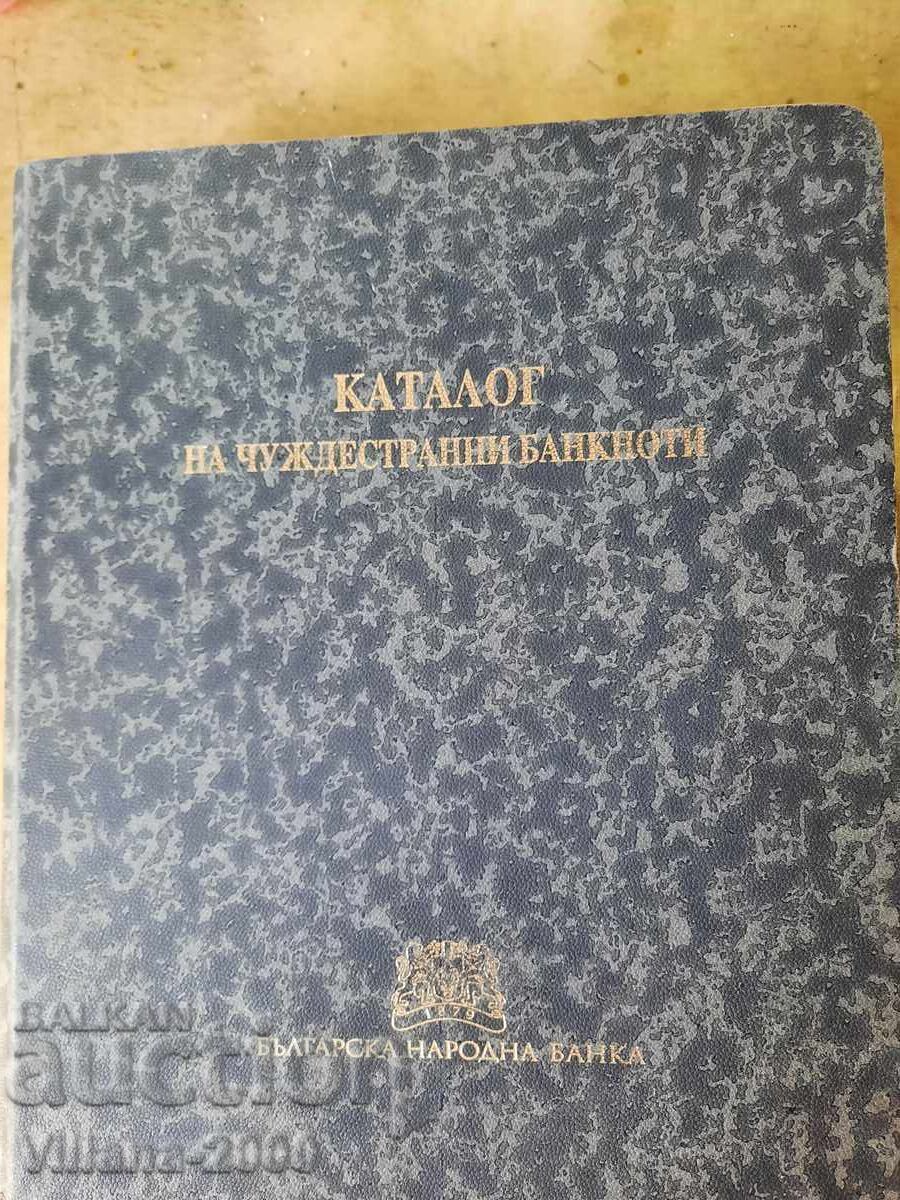 КАТАЛОГ
НА ЧУЖДЕСТРАННИ БАНКНОТИ
1879
БЪЛГАРСКА НАРОДНА БАНКА
BALKAN
auction
Villana-2000